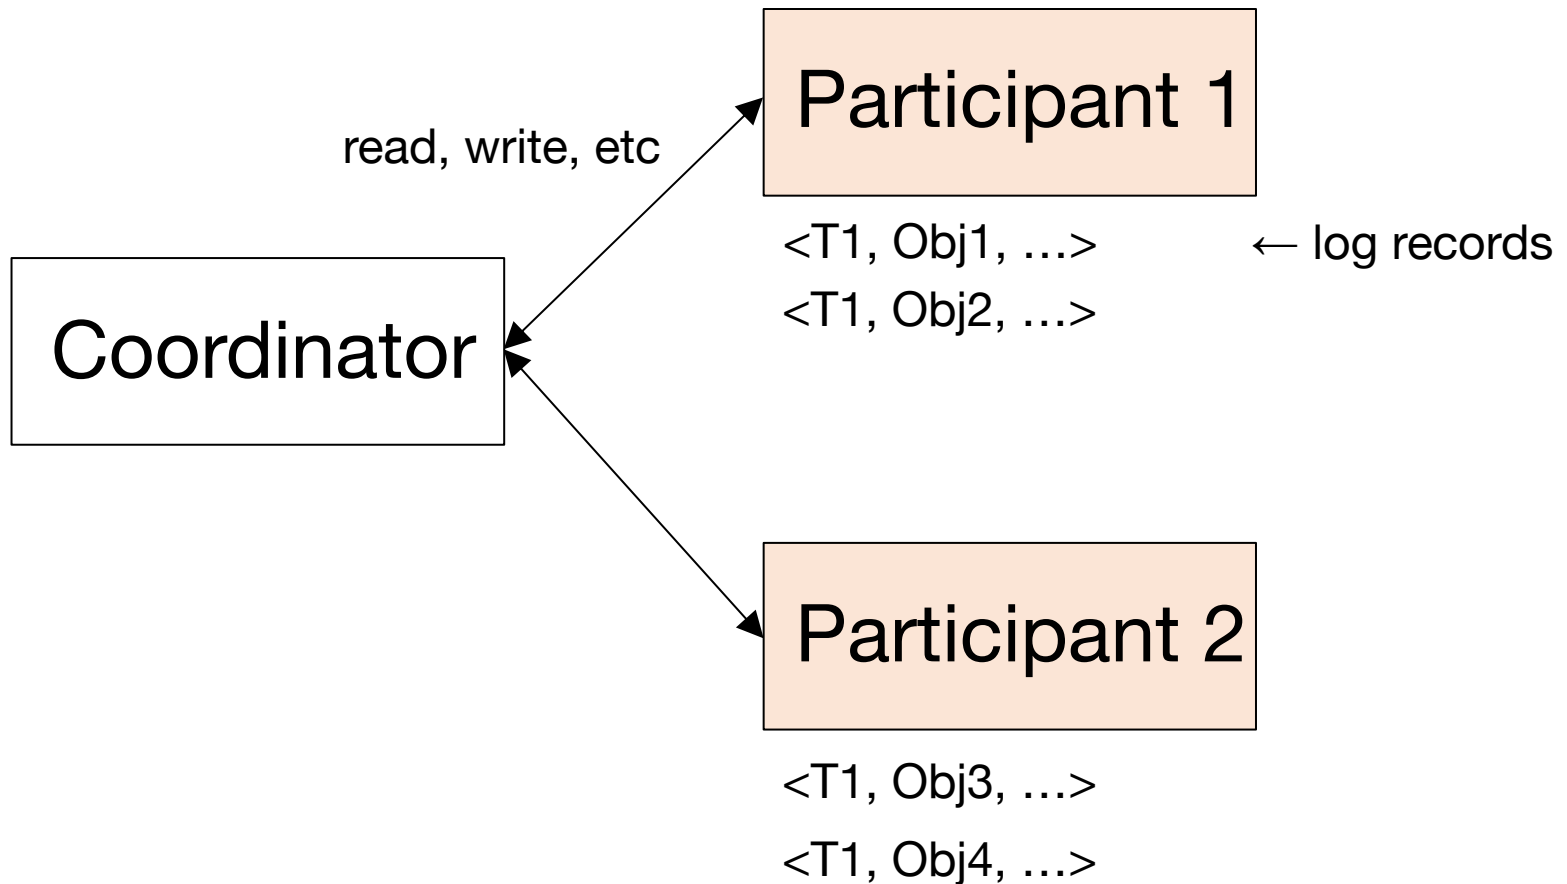 Participant 1
read, write, etc
<T1, Obj1, …>
← log records
<T1, Obj2, …>
Coordinator
Participant 2
<T1, Obj3, …>
<T1, Obj4, …>